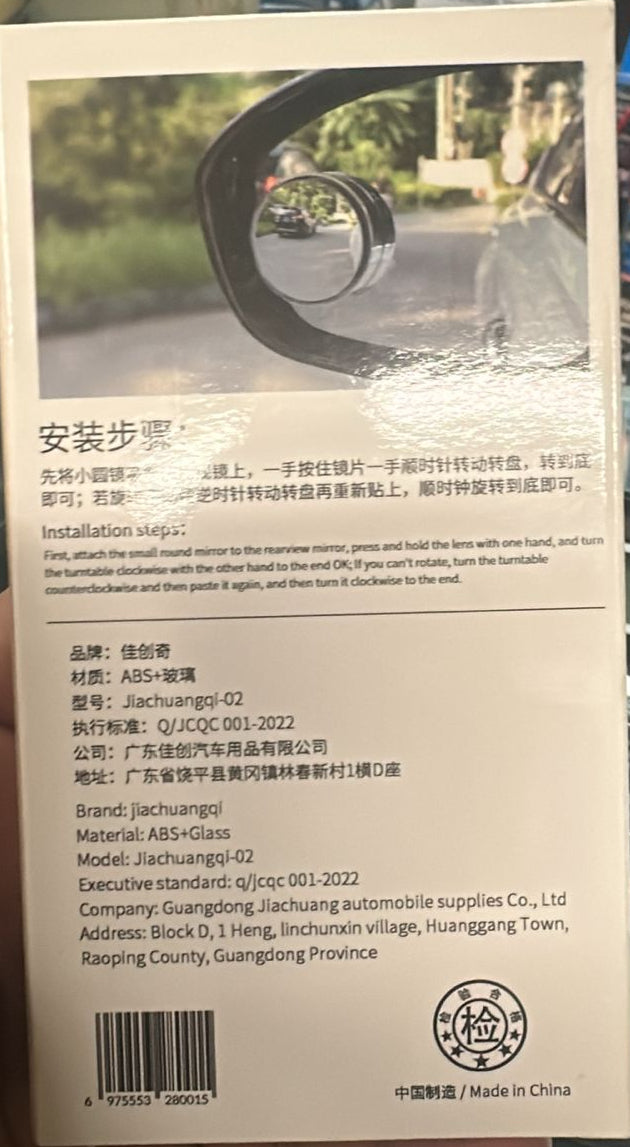 安装步骤：
先将小圆镜 视镜上，一手按住镜片一手顺时针转动转盘，转到底
即可；若旋 逆时针转动转盘再重新贴上，顺时钟旋转到底即可。
Installation steps:
First, attach the small round mirror to the rearview mirror, press and hold the lens with one hand, and turn
the turntable clockwise with the other hand to the end OK; If you can't rotate, turn the turntable
counterclockwise and then paste it again, and then turn it clockwise to the end.
品牌：佳创奇
材质：ABS+玻璃
型号：Jiachuangqi-02
执行标准：Q/JCQC 001-2022
公司：广东佳创汽车用品有限公司
地址：广东省饶平县黄冈镇林春新村1横D座
Brand: jiachuangqi
Material: ABS+Glass
Model: Jiachuangqi-02
Executive standard: q/jcqc 001-2022
Company: Guangdong Jiachuang automobile supplies Co., Ltd
Address: Block D, 1 Heng, linchunxin village, Huanggang Town,
Raoping County, Guangdong Province
检验合格
检
6 975553 280015
中国制造 / Made in China